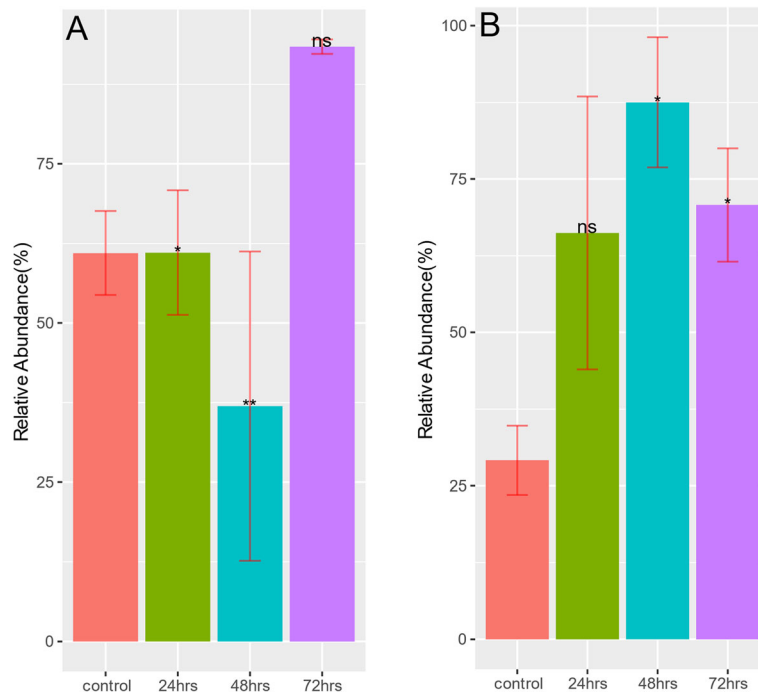 A
ns
75
*
50
**
25
0
Relative Abundance(%)
control 24hrs 48hrs 72hrs
B
100
*
75
*
ns
50
25
0
Relative Abundance(%)
control 24hrs 48hrs 72hrs